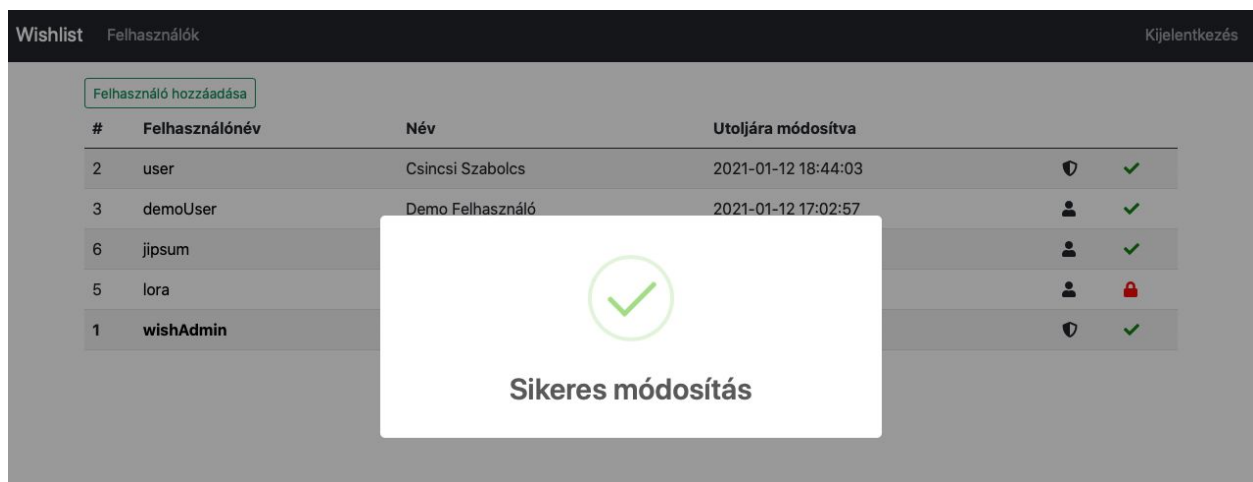 Wishlist Felhasználók Kijelentkezés
Felhasználó hozzáadása
# Felhasználónév Név Utoljára módosítva
2 user Csincsi Szabolcs 2021-01-12 18:44:03
3 demoUser Demo Felhasználó 2021-01-12 17:02:57
6 jipsum
5 lora
1 wishAdmin
Sikeres módosítás